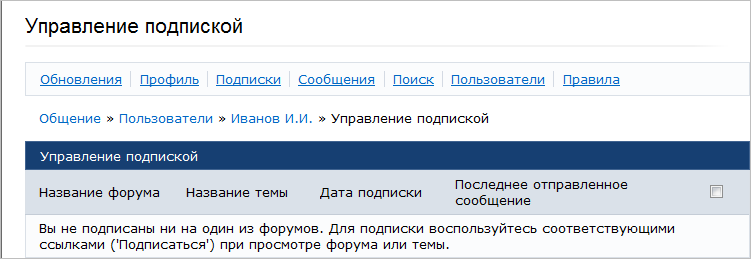 Управление подпиской
Обновления Профиль Подписки Сообщения Поиск Пользователи Правила
Общение » Пользователи » Иванов И.И. » Управление подпиской
Управление подпиской
Название форума Название темы Дата подписки Последнее отправленное
сообщение
Вы не подписаны ни на один из форумов. Для подписки воспользуйтесь соответствующими
ссылками ('Подписаться') при просмотре форума или темы.